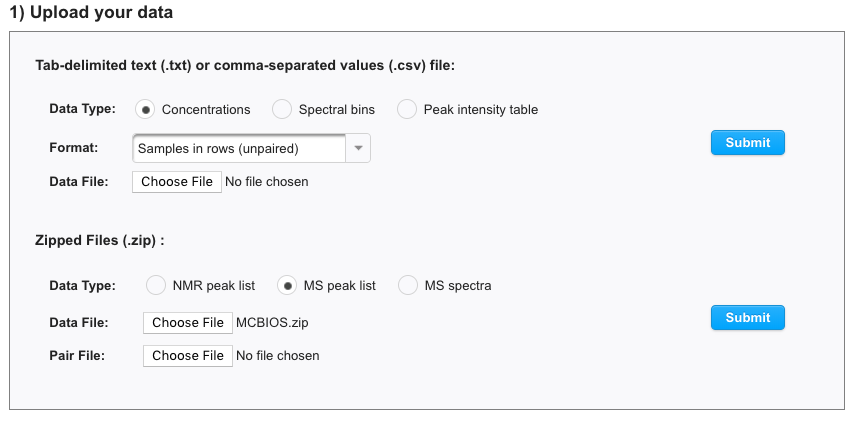 1) Upload your data
Tab-delimited text (.txt) or comma-separated values (.csv) file:
Data Type: Concentrations Spectral bins Peak intensity table
Format: Samples in rows (unpaired) Submit
Data File: Choose File No file chosen
Zipped Files (.zip) :
Data Type: NMR peak list MS peak list MS spectra
Data File: Choose File MCBIOS.zip Submit
Pair File: Choose File No file chosen